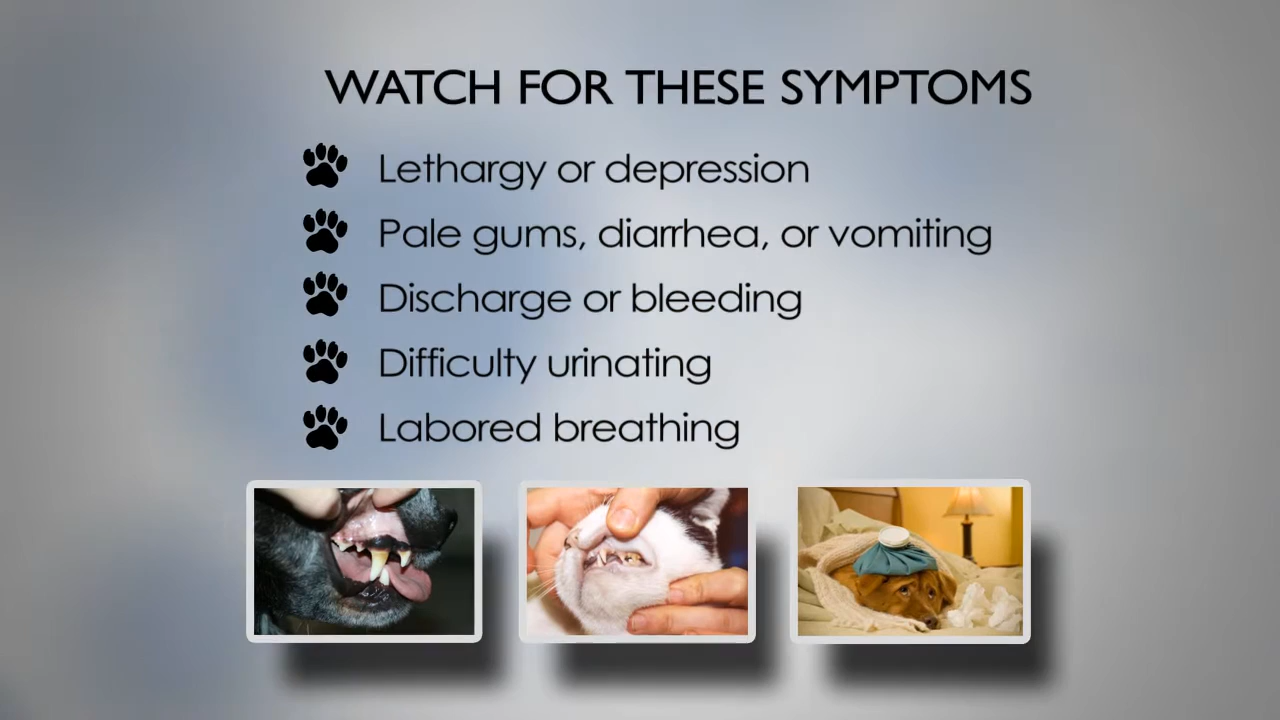 WATCH FOR THESE SYMPTOMS
Lethargy or depression
Pale gums, diarrhea, or vomiting
Discharge or bleeding
Difficulty urinating
Labored breathing